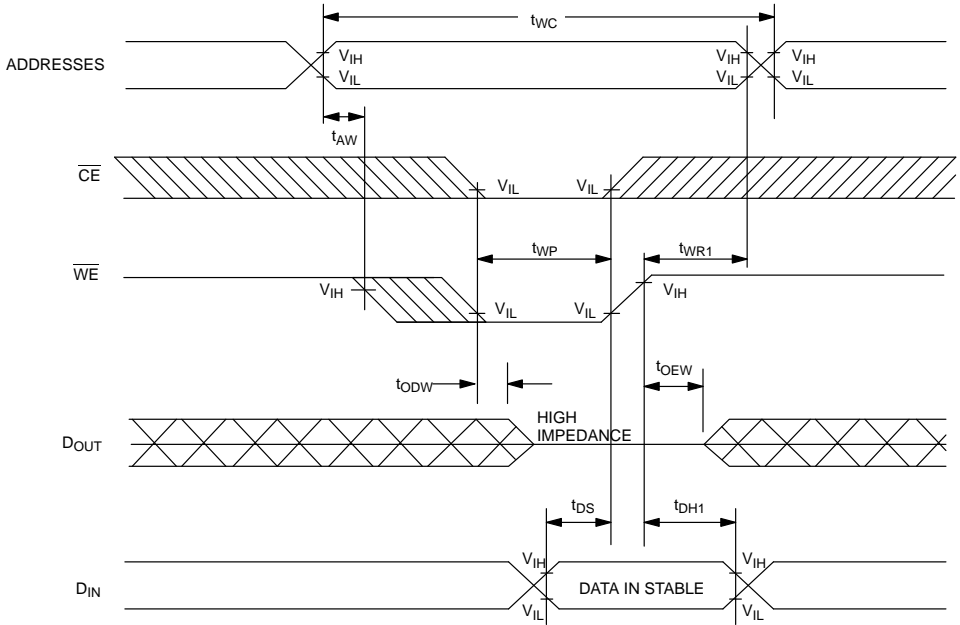 tWC
ADDRESSES
VIH
VIL
VIH
VIL
VIH
VIL
tAW
CE
VIL
VIL
tWP
tWR1
WE
VIH
VIL
VIL
VIH
tODW
tOEW
DOUT
HIGH
IMPEDANCE
tDS
tDH1
DIN
VIH
VIL
DATA IN STABLE
VIH
VIL